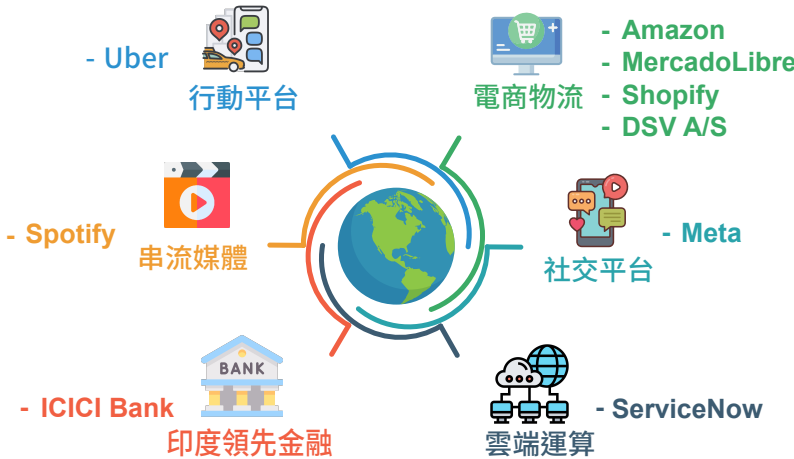 - Uber
行動平台
電商物流
- Amazon
- MercadoLibre
- Shopify
- DSV A/S
- Spotify
串流媒體
社交平台
- Meta
- ICICI Bank
BANK
印度領先金融
雲端運算
- ServiceNow